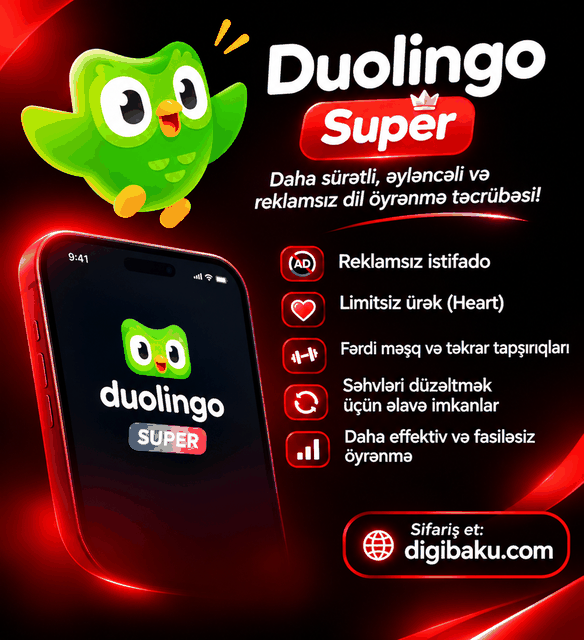 Duolingo
Super
Daha sürətli, əyləncəli və
reklamsız dil öyrənmə təcrübəsi!
9:41
duolingo
SUPER
AD
Reklamsız istifadə
Limitsiz ürək (Heart)
Fərdi məşq və təkrar tapşırıqları
Səhvləri düzəltmək
üçün əlavə imkanlar
Daha effektiv və fasiləsiz
öyrənmə
Sifariş et:
digibaku.com